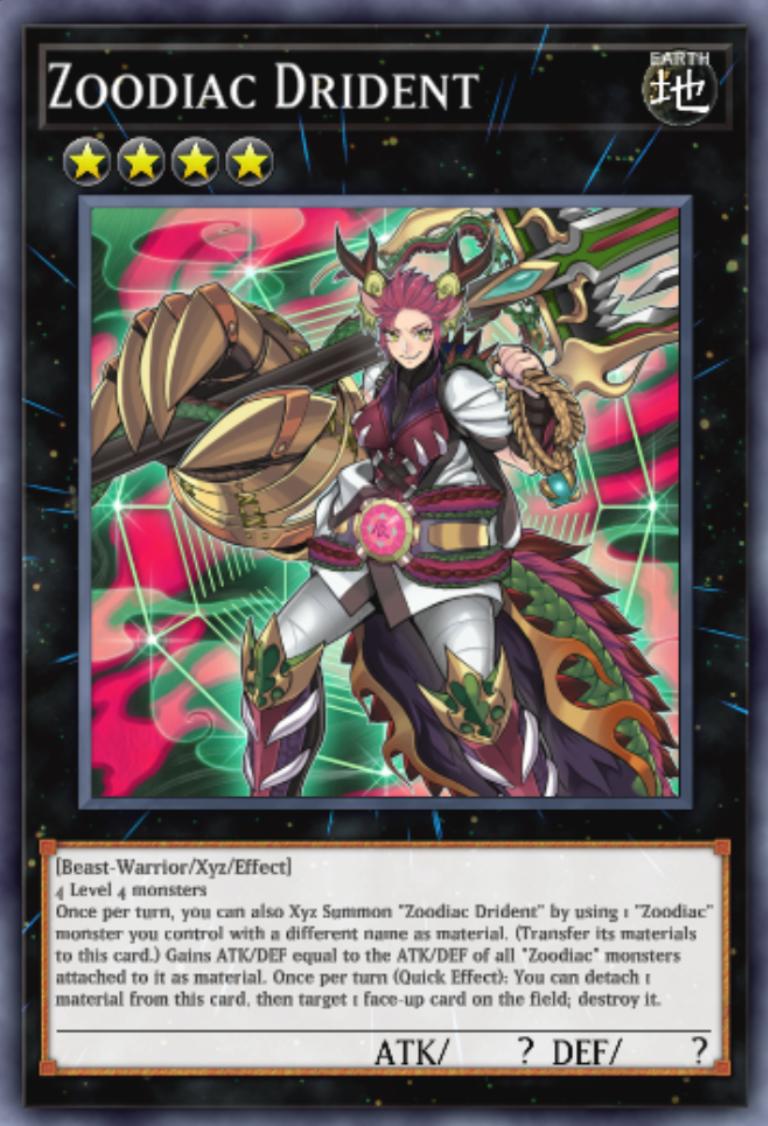 ZOODIAC DRIDENT
EARTH
地
[Beast-Warrior/Xyz/Effect]
4 Level 4 monsters
Once per turn, you can also Xyz Summon "Zoodiac Drident" by using 1 "Zoodiac"
monster you control with a different name as material. (Transfer its materials
to this card.) Gains ATK/DEF equal to the ATK/DEF of all "Zoodiac" monsters
attached to it as material. Once per turn (Quick Effect): You can detach 1
material from this card, then target 1 face-up card on the field; destroy it.
ATK/ ? DEF/ ?